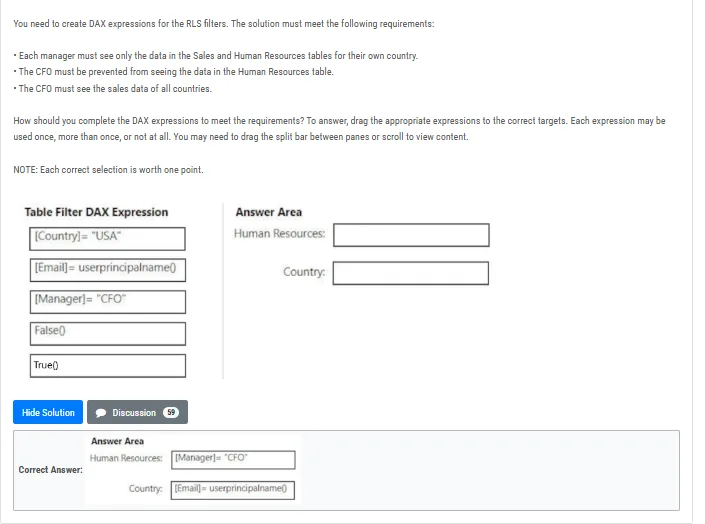 You need to create DAX expressions for the RLS filters. The solution must meet the following requirements:
• Each manager must see only the data in the Sales and Human Resources tables for their own country.
• The CFO must be prevented from seeing the data in the Human Resources table.
• The CFO must see the sales data of all countries.
How should you complete the DAX expressions to meet the requirements? To answer, drag the appropriate expressions to the correct targets. Each expression may be
used once, more than once, or not at all. You may need to drag the split bar between panes or scroll to view content.
NOTE: Each correct selection is worth one point.
Table Filter DAX Expression
[Country]= "USA"
[Email]= userprincipalname()
[Manager]= "CFO"
False()
True()
Answer Area
Human Resources:
Country:
Hide Solution
Discussion 59
Correct Answer:
Answer Area
Human Resources: [Manager]= "CFO"
Country: [Email]= userprincipalname()